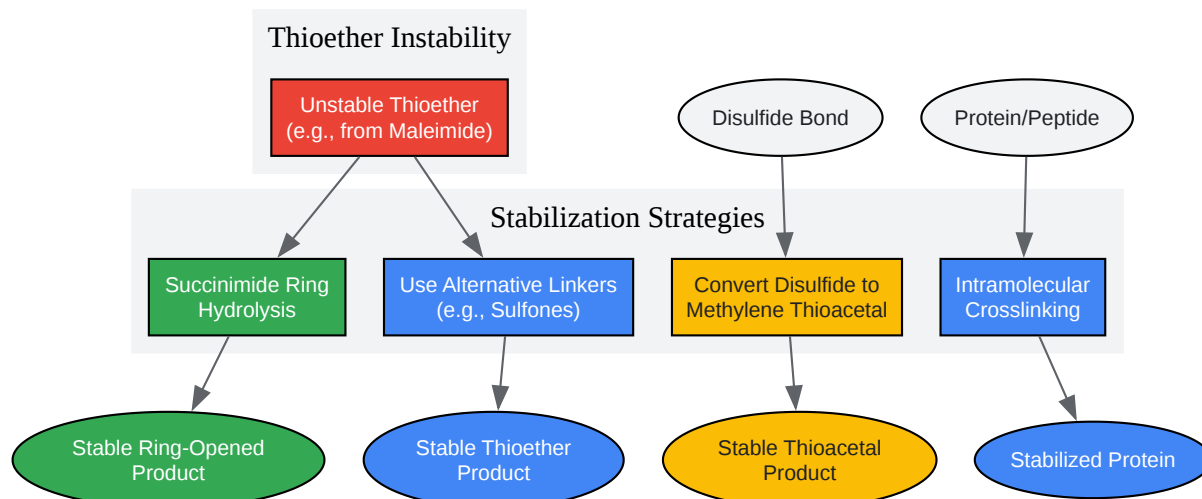 Thioether Instability
Unstable Thioether
(e.g., from Maleimide)
Disulfide Bond
Protein/Peptide
Stabilization Strategies
Succinimide Ring
Hydrolysis
Use Alternative Linkers
(e.g., Sulfones)
Convert Disulfide to
Methylene Thioacetal
Intramolecular
Crosslinking
Stable Ring-Opened
Product
Stable Thioether
Product
Stable Thioacetal
Product
Stabilized Protein